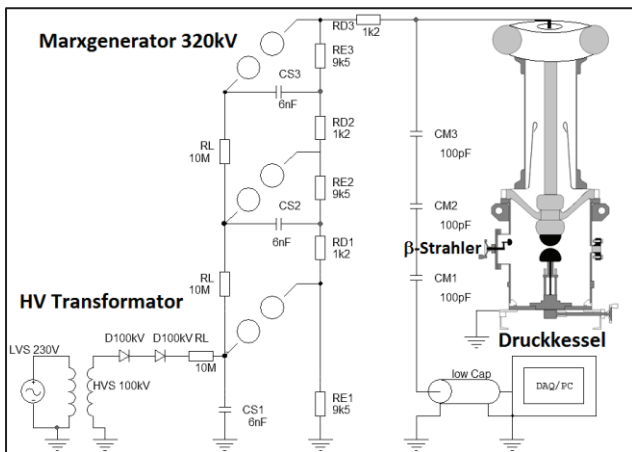 Marxgenerator 320kV
RD3
1k2
RE3
9k5
CS3
6nF
RD2
1k2
RL
10M
CM3
100pF
RE2
9k5
CS2
6nF
CM2
100pF
β-Strahler
RD1
1k2
RL
10M
CM1
100pF
HV Transformator
Druckkessel
D100kV D100kV RL
10M
LVS 230V
HVS 100kV
low Cap
DAQ/PC
CS1
6nF
RE1
9k5